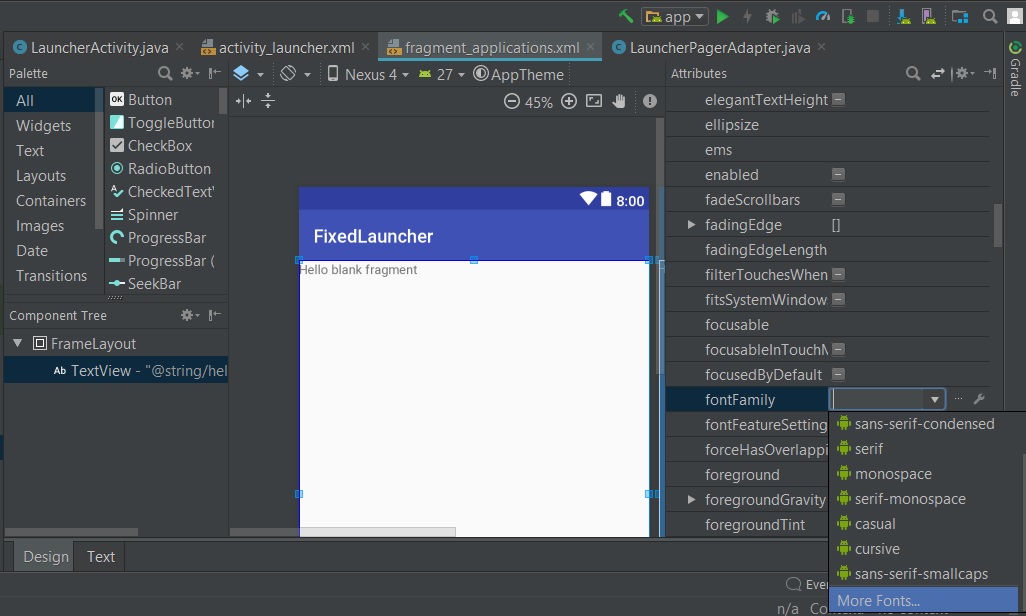 app
LauncherActivity.java
activity_launcher.xml
fragment_applications.xml
LauncherPagerAdapter.java
Palette
Nexus 4
27
AppTheme
Attributes
Gradle
All
Widgets
Text
Layouts
Containers
Images
Date
Transitions
OK Button
ToggleButton
CheckBox
RadioButton
CheckedText
Spinner
ProgressBar
ProgressBar (
SeekBar
45%
8:00
FixedLauncher
Hello blank fragment
Component Tree
FrameLayout
Ab TextView - "@string/hel
elegantTextHeight
ellipsize
ems
enabled
fadeScrollbars
fadingEdge []
fadingEdgeLength
filterTouchesWhen
fitsSystemWindow
focusable
focusableInTouchM
focusedByDefault
fontFamily ...
fontFeatureSetting
forceHasOverlappi
foreground
foregroundGravity
foregroundTint
sans-serif-condensed
serif
monospace
serif-monospace
casual
cursive
sans-serif-smallcaps
More Fonts...
Design
Text
Eve
n/a